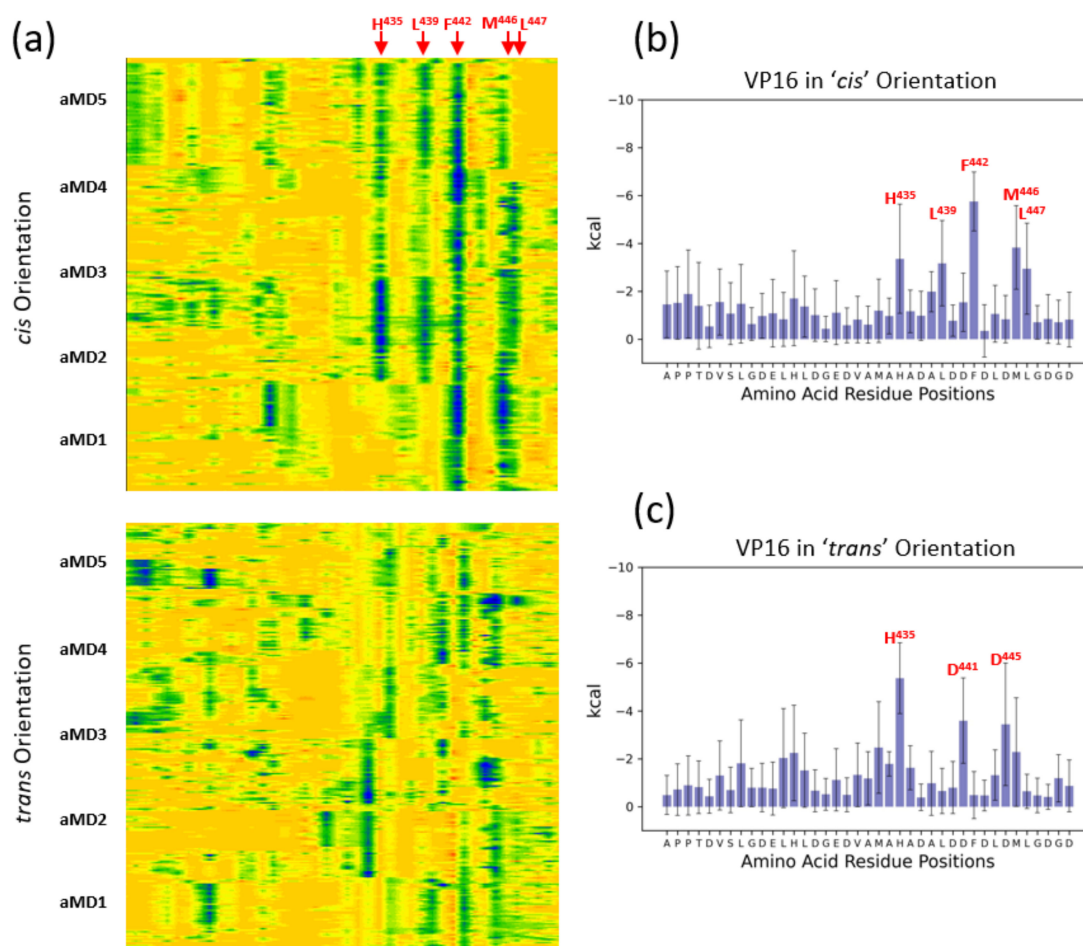 (a)
H435 L439 F442 M446 L447
cis Orientation
aMD5
aMD4
aMD3
aMD2
aMD1
trans Orientation
aMD5
aMD4
aMD3
aMD2
aMD1
(b)
VP16 in ‘cis’ Orientation
kcal
−10
−8
−6
−4
−2
0
H435
L439
F442
M446
L447
A P P T D V S L G D E L H L D G E D V A M A H A D A L D D F D L D M L G D G D
Amino Acid Residue Positions
(c)
VP16 in ‘trans’ Orientation
kcal
−10
−8
−6
−4
−2
0
H435
D441
D445
A P P T D V S L G D E L H L D G E D V A M A H A D A L D D F D L D M L G D G D
Amino Acid Residue Positions